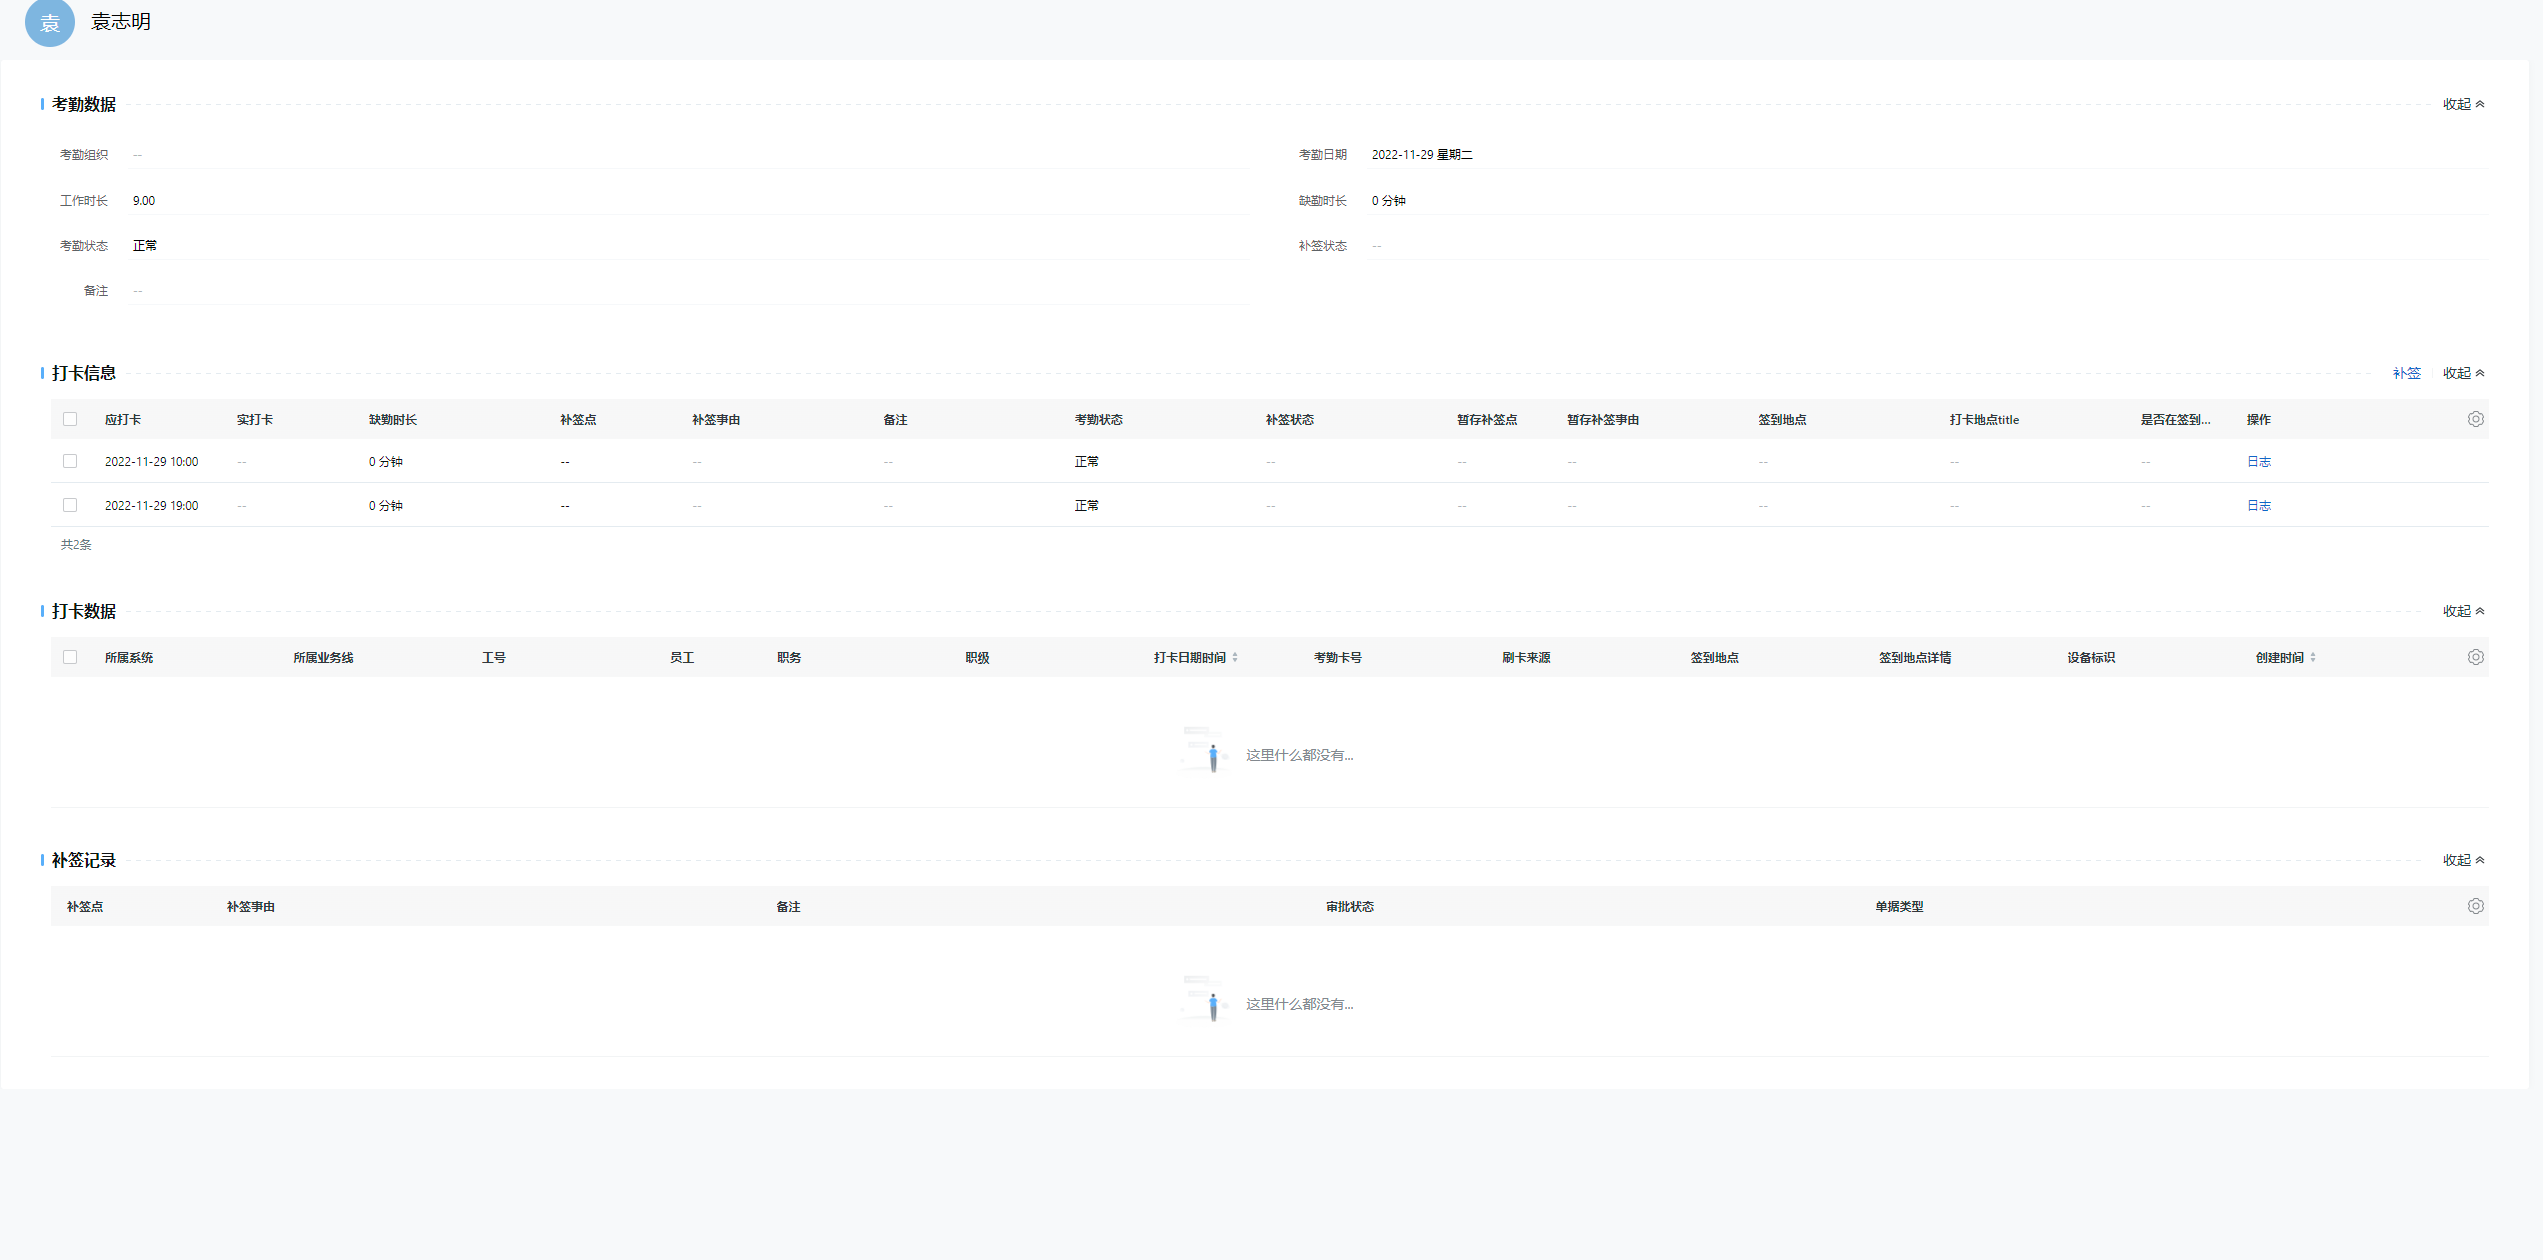 袁 袁志明
考勤数据 收起
考勤组织 -- 考勤日期 2022-11-29 星期二
工作时长 9.00 缺勤时长 0 分钟
考勤状态 正常 补签状态 --
备注 --
打卡信息 补签 收起
应打卡 实打卡 缺勤时长 补签点 补签事由 备注 考勤状态 补签状态 暂存补签点 暂存补签事由 签到地点 打卡地点title 是否在签到... 操作
2022-11-29 10:00 -- 0 分钟 -- -- -- 正常 -- -- -- -- -- -- 日志
2022-11-29 19:00 -- 0 分钟 -- -- -- 正常 -- -- -- -- -- -- 日志
共2条
打卡数据 收起
所属系统 所属业务线 工号 员工 职务 职级 打卡日期时间 考勤卡号 刷卡来源 签到地点 签到地点详情 设备标识 创建时间
这里什么都没有...
补签记录 收起
补签点 补签事由 备注 审批状态 单据类型
这里什么都没有...